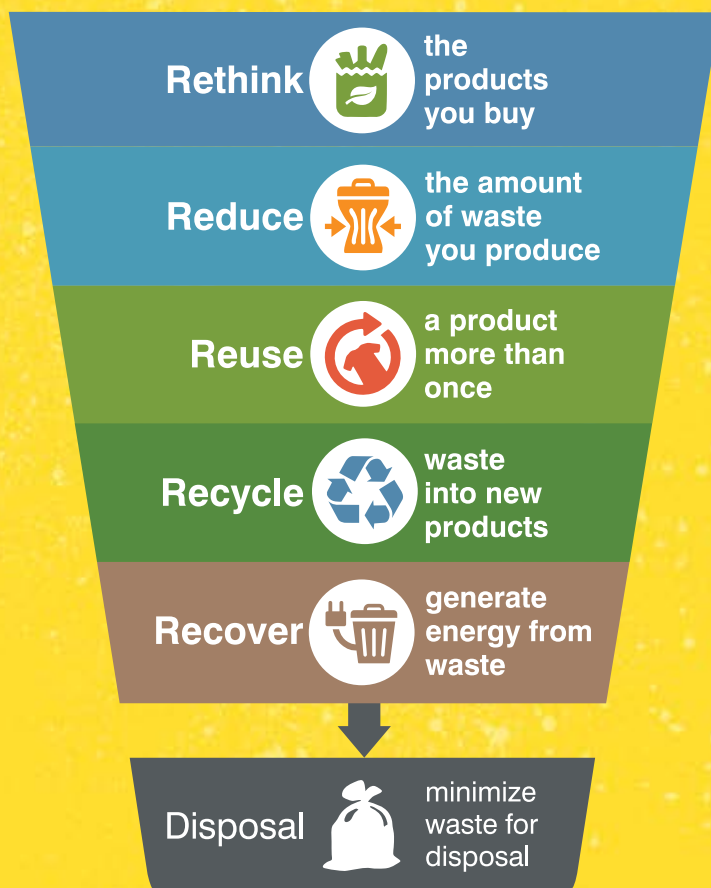 Rethink
the
products
you buy
Reduce
the amount
of waste
you produce
Reuse
a product
more than
once
Recycle
waste
into new
products
Recover
generate
energy from
waste
Disposal
minimize
waste for
disposal